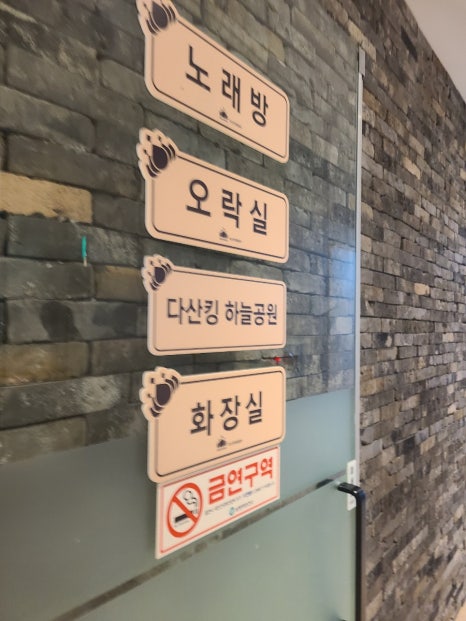 노래방
오락실
다산킹 하늘공원
화장실
금연구역